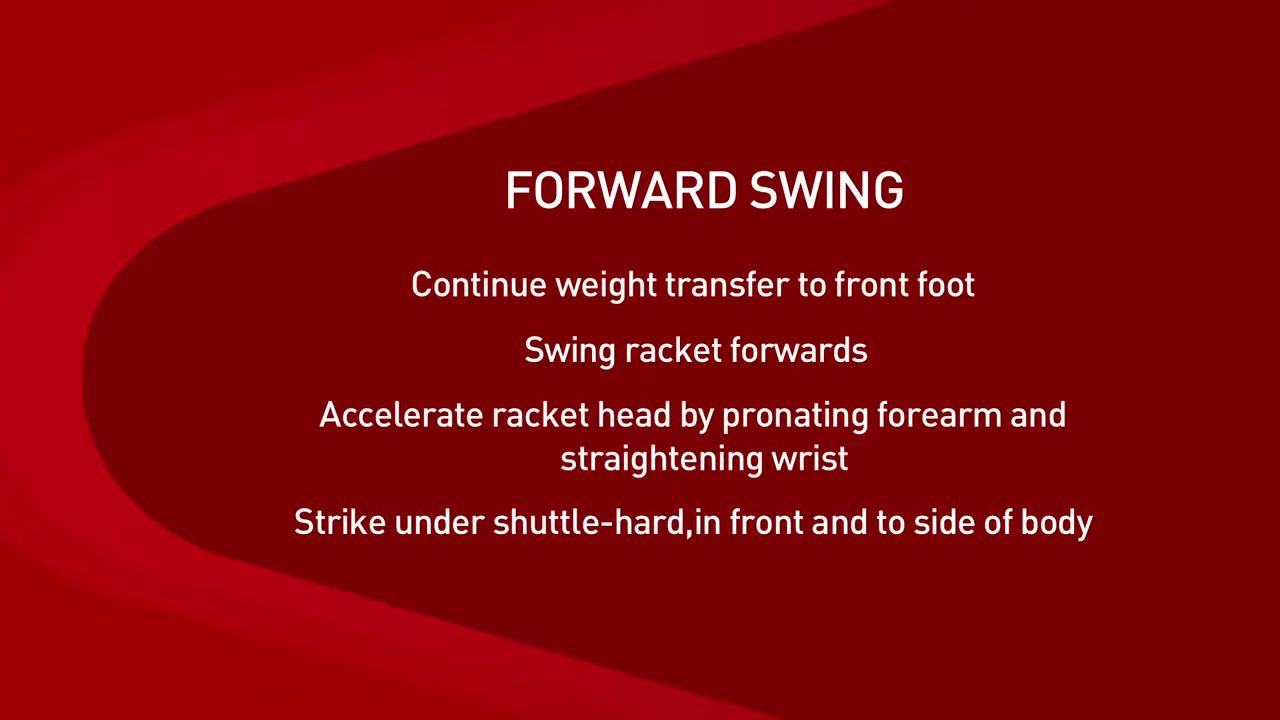 FORWARD SWING
Continue weight transfer to front foot
Swing racket forwards
Accelerate racket head by pronating forearm and
straightening wrist
Strike under shuttle-hard,in front and to side of body